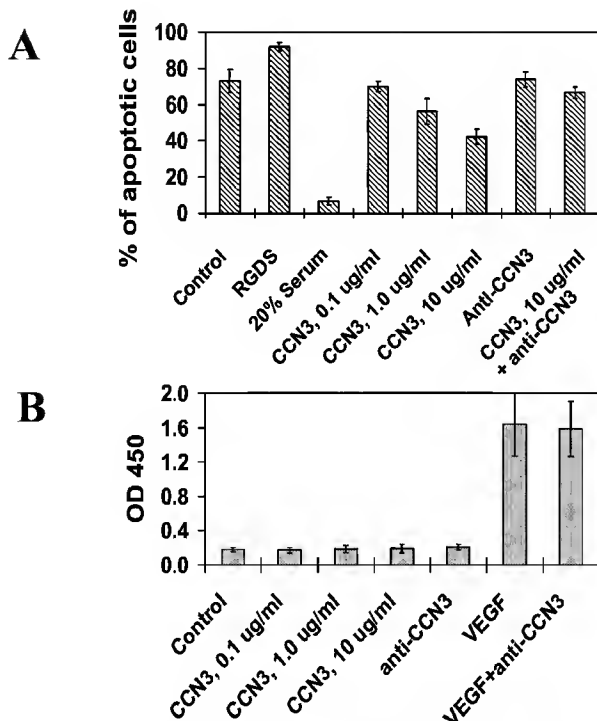 A
% of apoptotic cells
100
80
60
40
20
0
Control
RGDS
20% Serum
CCN3, 0.1 ug/ml
CCN3, 1.0 ug/ml
CCN3, 10 ug/ml
Anti-CCN3
CCN3, 10 ug/ml
+ anti-CCN3
B
OD 450
2.0
1.6
1.2
0.8
0.4
0.0
Control
CCN3, 0.1 ug/ml
CCN3, 1.0 ug/ml
CCN3, 10 ug/ml
anti-CCN3
VEGF
VEGF+anti-CCN3